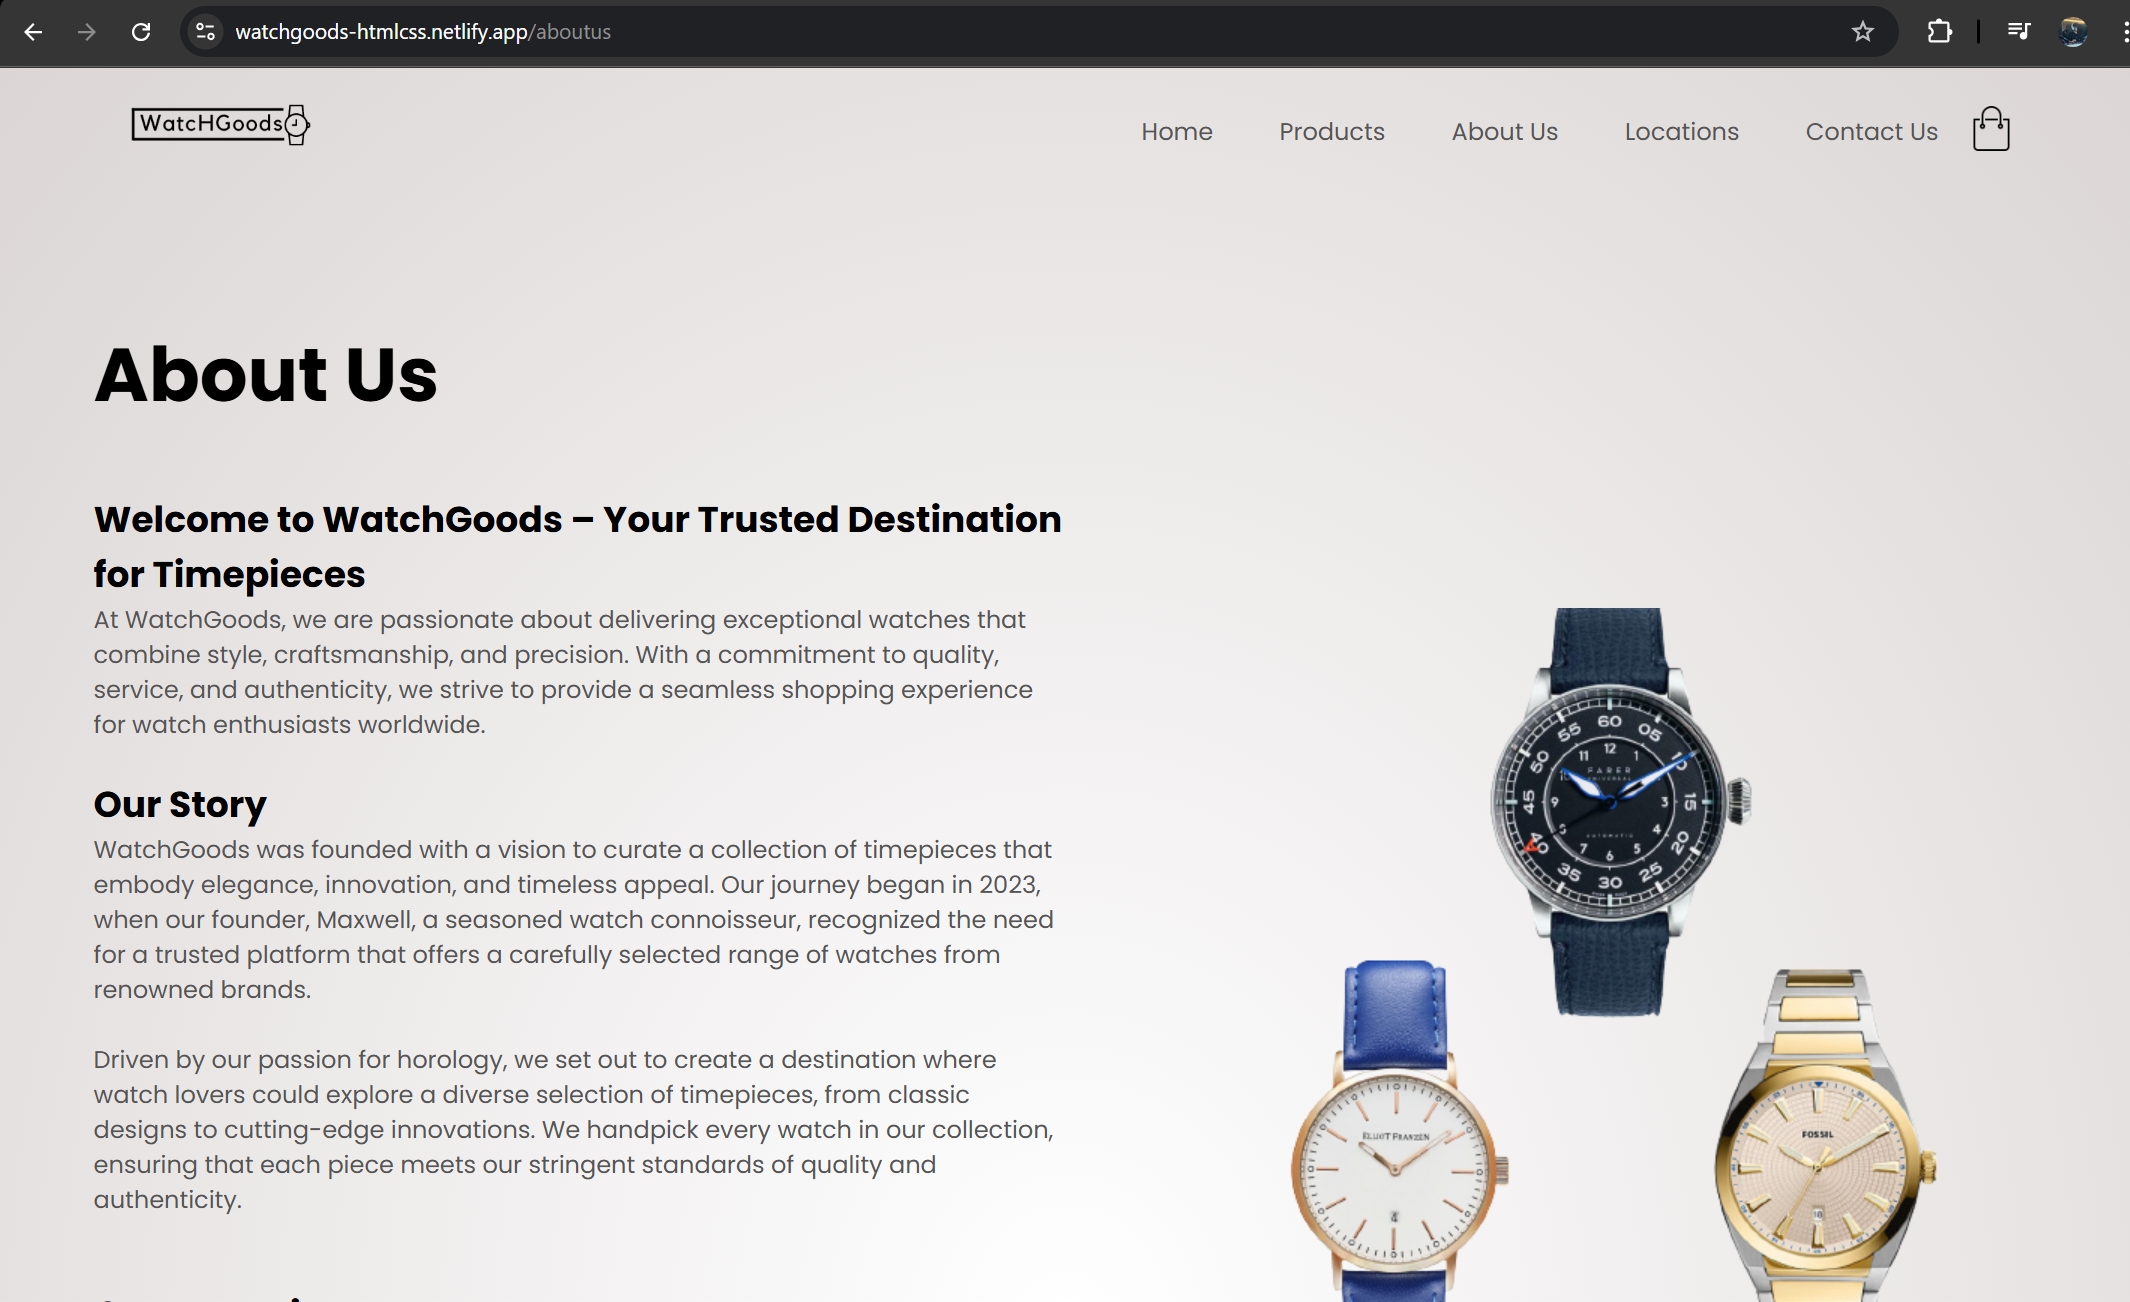 watchgoods-htmlcss.netlify.app/aboutus
WatcHGoods
Home
Products
About Us
Locations
Contact Us
About Us
Welcome to WatchGoods – Your Trusted Destination
for Timepieces
At WatchGoods, we are passionate about delivering exceptional watches that
combine style, craftsmanship, and precision. With a commitment to quality,
service, and authenticity, we strive to provide a seamless shopping experience
for watch enthusiasts worldwide.
Our Story
WatchGoods was founded with a vision to curate a collection of timepieces that
embody elegance, innovation, and timeless appeal. Our journey began in 2023,
when our founder, Maxwell, a seasoned watch connoisseur, recognized the need
for a trusted platform that offers a carefully selected range of watches from
renowned brands.
Driven by our passion for horology, we set out to create a destination where
watch lovers could explore a diverse selection of timepieces, from classic
designs to cutting-edge innovations. We handpick every watch in our collection,
ensuring that each piece meets our stringent standards of quality and
authenticity.
60
05
10
15
20
25
30
35
40
45
50
55
12
1
3
4
5
6
7
9
10
11
FARER
UNIVERSAL
AUTOMATIC
ELLIOT FRANZEN
4
FOSSIL
18